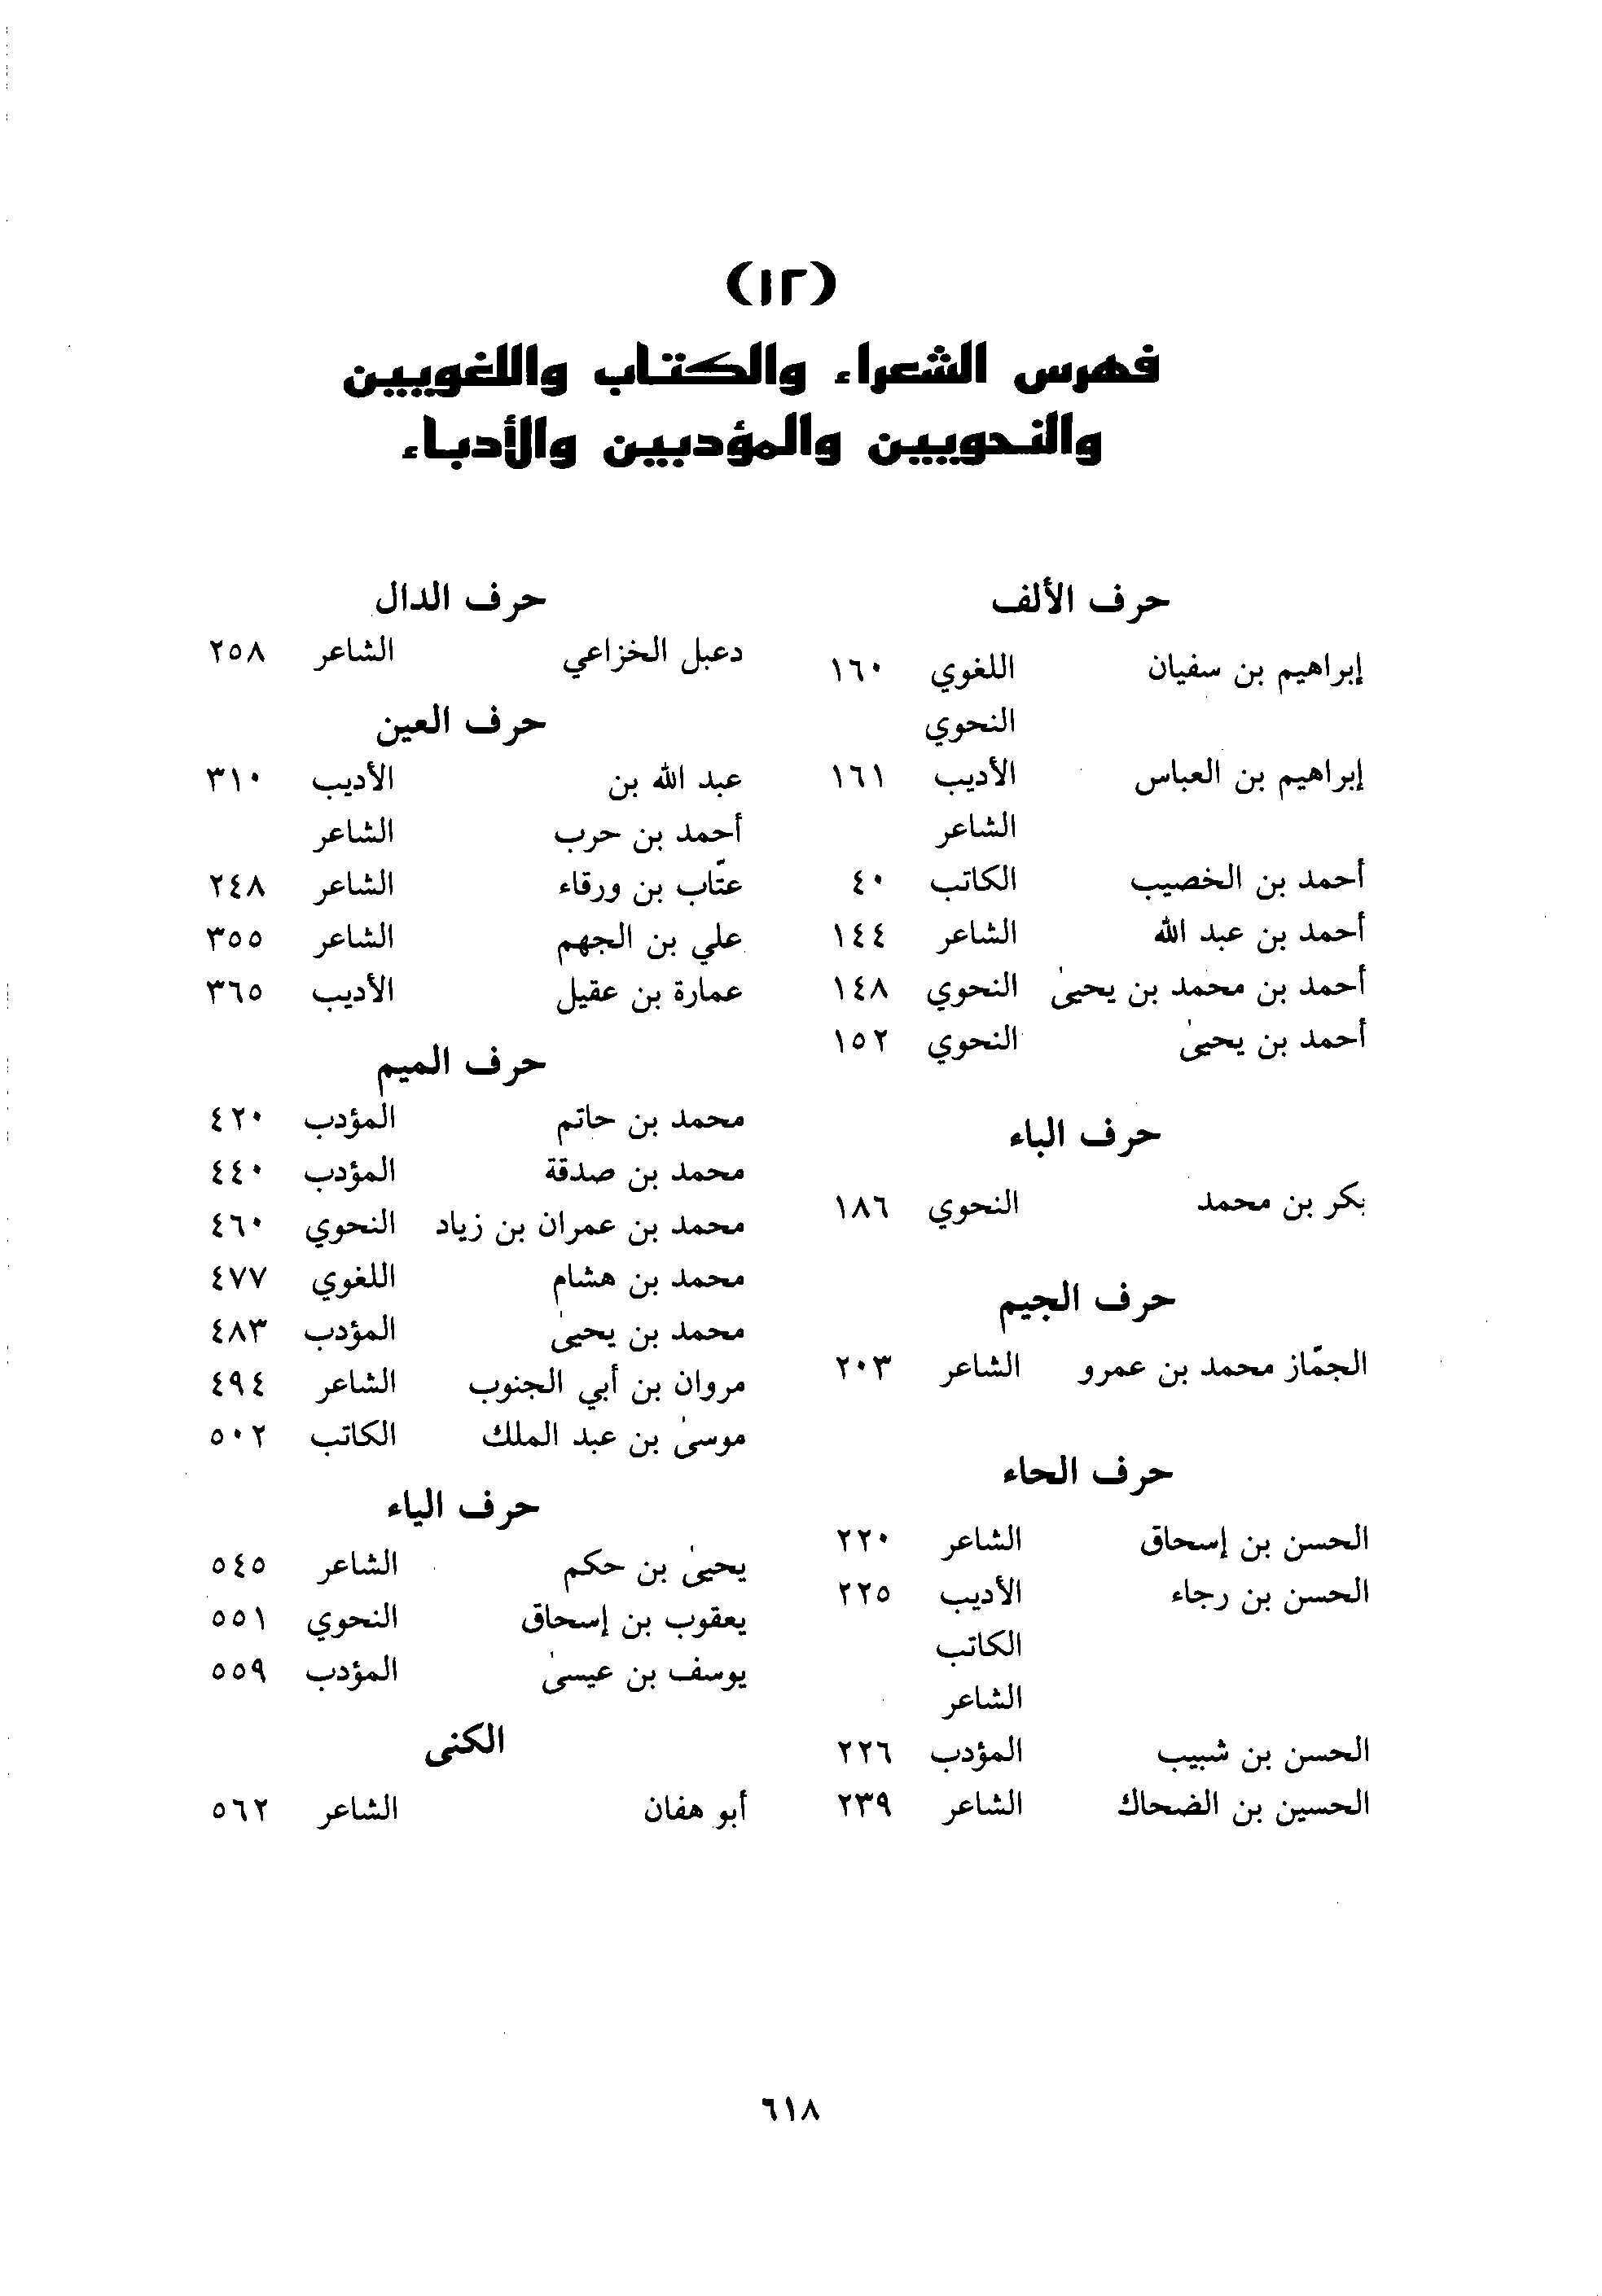 (١٢)
فهرس الشعراء والكتاب واللغويين
والنحويين والمؤدبين والأدباء
حرف الألف
إبراهيم بن سفيان اللغوي ١٦٠
النحوي
إبراهيم بن العباس الأديب ١٦١
الشاعر
أحمد بن الخصيب الكاتب ٤٠
أحمد بن عبد الله الشاعر ١٤٤
أحمد بن محمد بن يحيىٰ النحوي ١٤٨
أحمد بن يحيىٰ النحوي ١٥٢
حرف الباء
بكر بن محمد النحوي ١٨٦
حرف الجيم
الجمّاز محمد بن عمرو الشاعر ٢٠٣
حرف الحاء
الحسن بن إسحاق الشاعر ٢٢٠
الحسن بن رجاء الأديب ٢٢٥
الكاتب
الشاعر
الحسن بن شبيب المؤدب ٢٢٦
الحسين بن الضحاك الشاعر ٢٣٩
حرف الدال
دعبل الخزاعي الشاعر ٢٥٨
حرف العين
عبد الله بن الأديب ٣١٠
أحمد بن حرب الشاعر
عتّاب بن ورقاء الشاعر ٢٤٨
علي بن الجهم الشاعر ٣٥٥
عمارة بن عقيل الأديب ٣٦٥
حرف الميم
محمد بن حاتم المؤدب ٤٢٠
محمد بن صدقة المؤدب ٤٤٠
محمد بن عمران بن زياد النحوي ٤٦٠
محمد بن هشام اللغوي ٤٧٧
محمد بن يحيىٰ المؤدب ٤٨٣
مروان بن أبي الجنوب الشاعر ٤٩٤
موسىٰ بن عبد الملك الكاتب ٥٠٢
حرف الياء
يحيىٰ بن حكم الشاعر ٥٤٥
يعقوب بن إسحاق النحوي ٥٥١
يوسف بن عيسىٰ المؤدب ٥٥٩
الكنى
أبو هفان الشاعر ٥٦٢
٦١٨